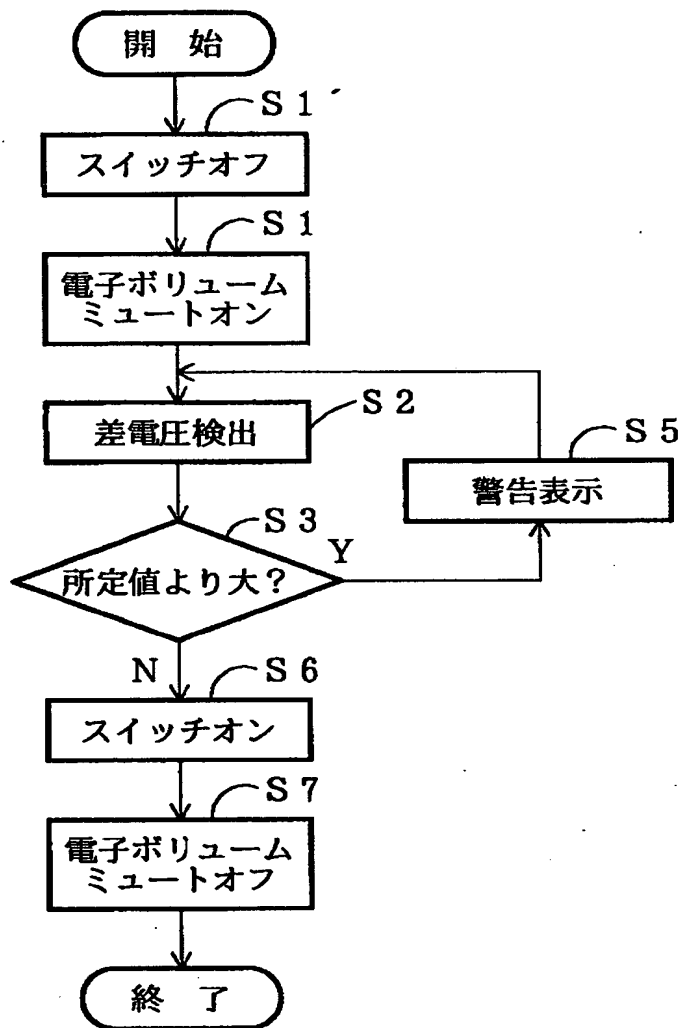 開 始
S1
スイッチオフ
S1
電子ボリューム
ミュートオン
S2
差電圧検出
S5
警告表示
S3
所定値より大?
Y
N
S6
スイッチオン
S7
電子ボリューム
ミュートオフ
終 了